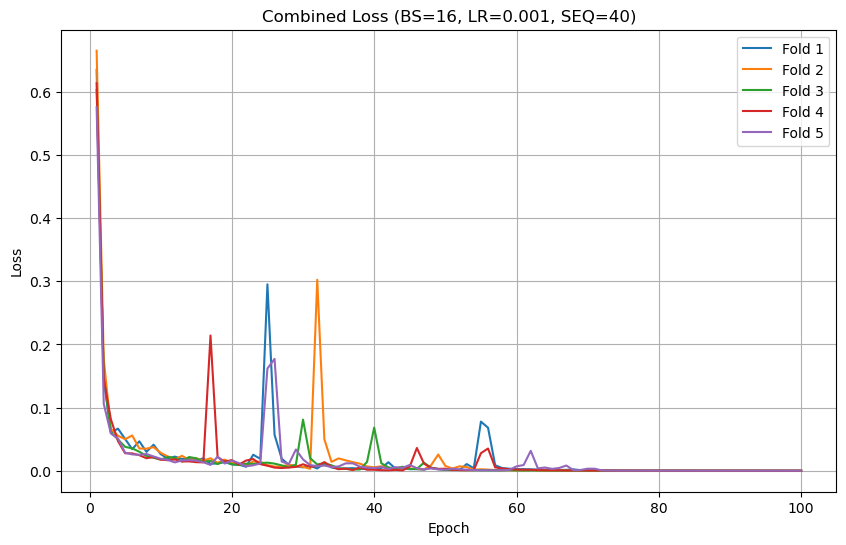 Combined Loss (BS=16, LR=0.001, SEQ=40)
Fold 1
Fold 2
Fold 3
Fold 4
Fold 5
Loss
0.6
0.5
0.4
0.3
0.2
0.1
0.0
0 20 40 60 80 100
Epoch